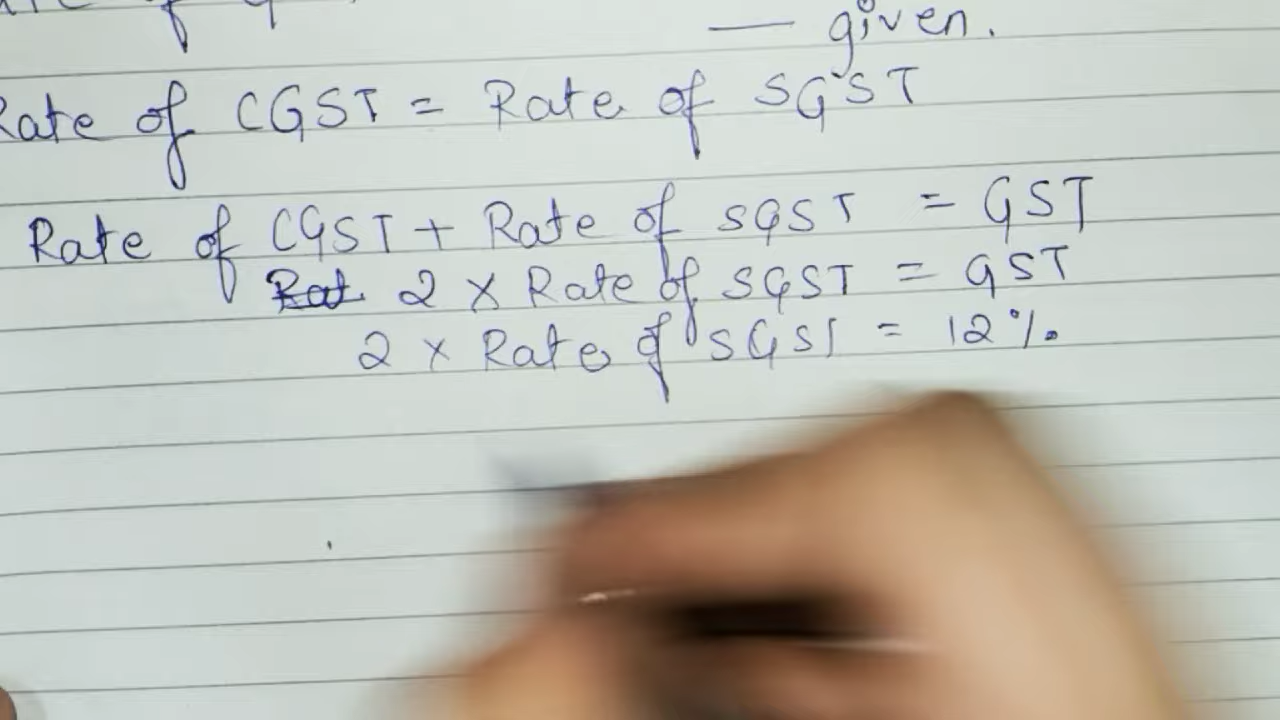 of
— given.
Rate of CGST = Rate of SGST
Rate of CGST + Rate of SGST = GST
2 × Rate of SGST = GST
2 × Rate of SGST = 12%